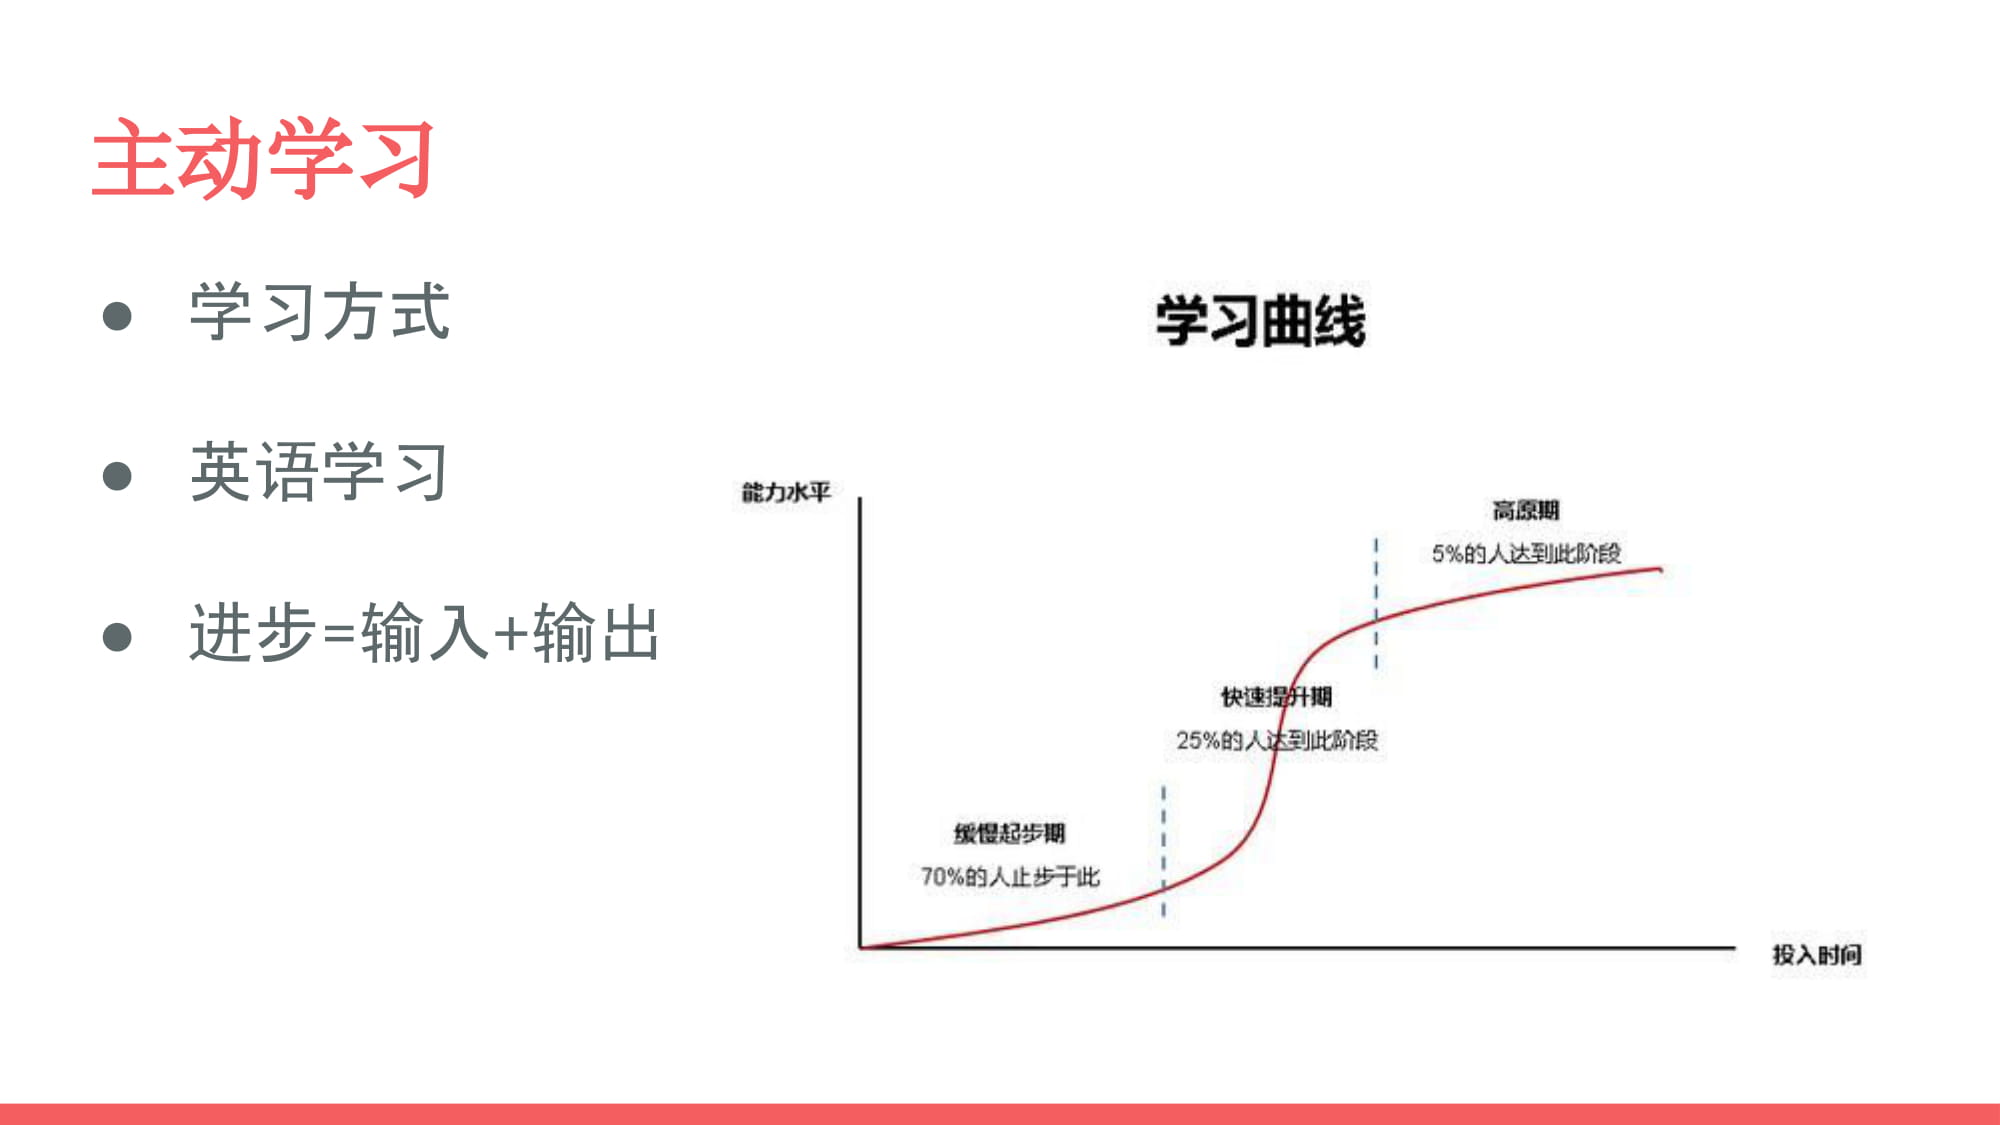 主动学习
● 学习方式
● 英语学习
● 进步=输入+输出
学习曲线
能力水平
高原期
5%的人达到此阶段
快速提升期
25%的人达到此阶段
缓慢起步期
70%的人止步于此
投入时间